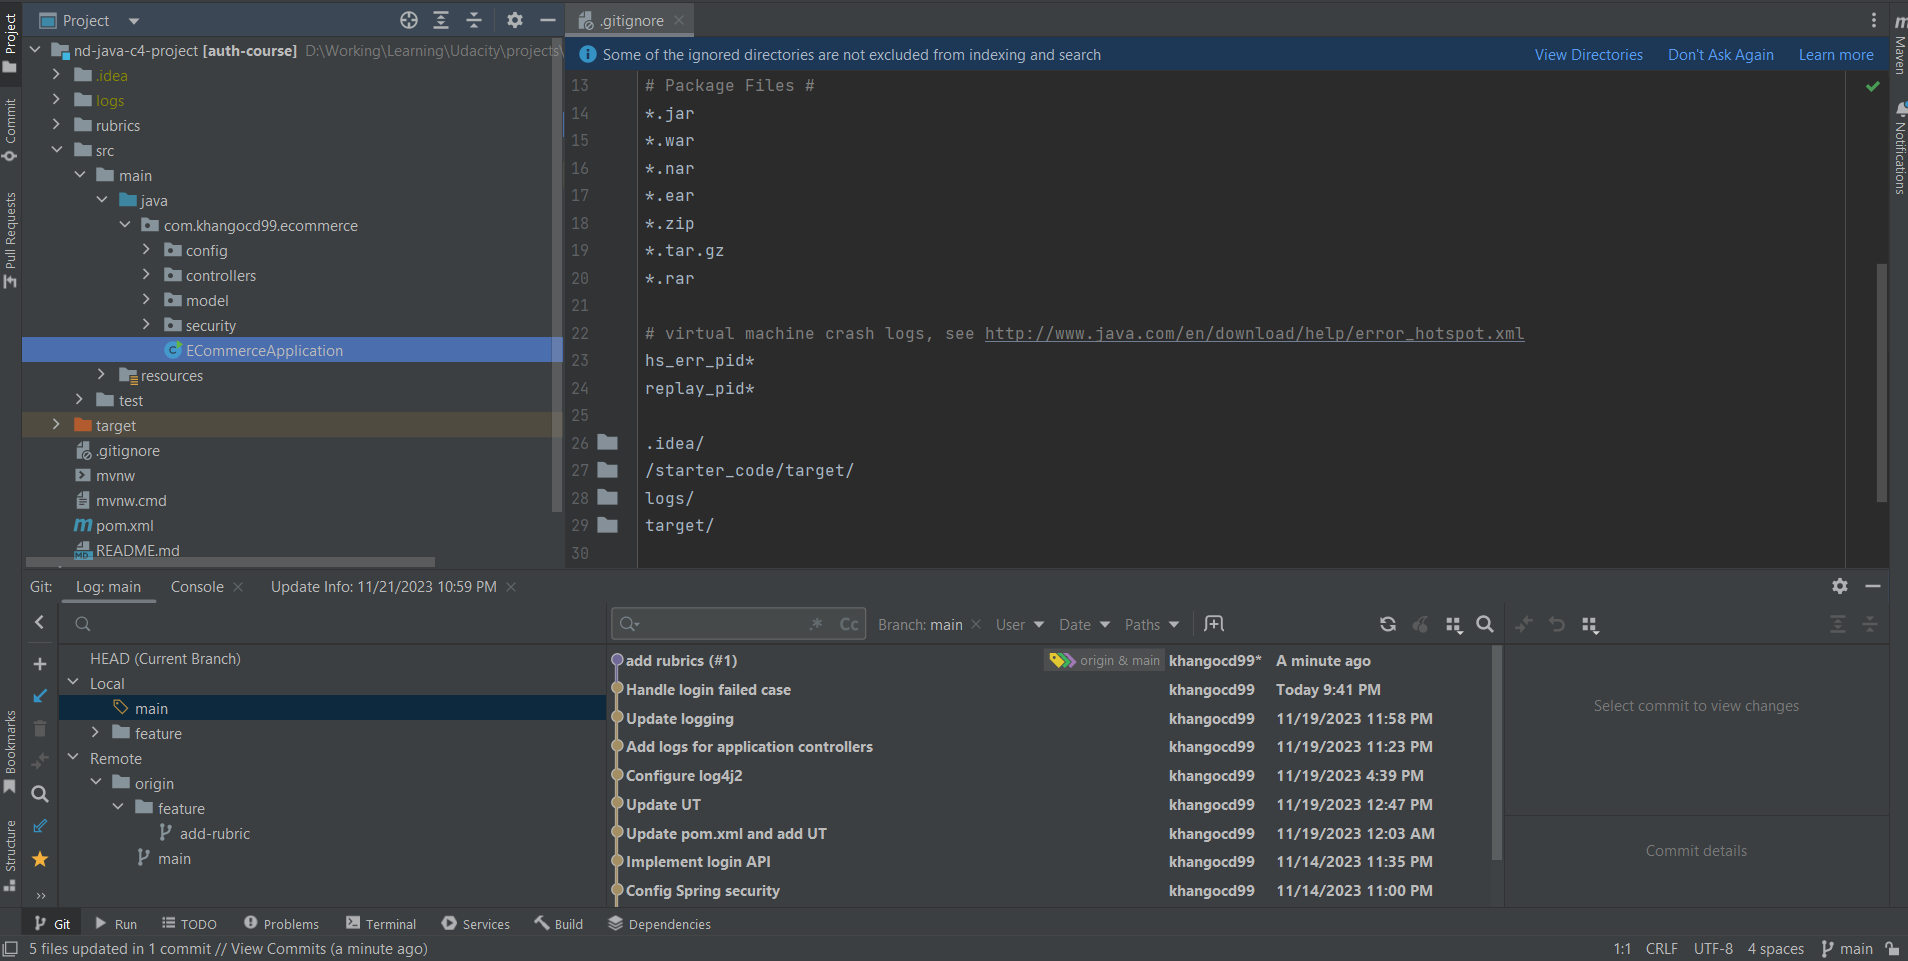 Project
.gitignore
nd-java-c4-project [auth-course] D:\Working\Learning\Udacity\projects\
.idea
logs
rubrics
src
main
java
com.khangocd99.ecommerce
config
controllers
model
security
ECommerceApplication
resources
test
target
.gitignore
mvnw
mvnw.cmd
pom.xml
README.md
Some of the ignored directories are not excluded from indexing and search
View Directories
Don't Ask Again
Learn more
13 # Package Files #
14 *.jar
15 *.war
16 *.nar
17 *.ear
18 *.zip
19 *.tar.gz
20 *.rar
21
22 # virtual machine crash logs, see http://www.java.com/en/download/help/error_hotspot.xml
23 hs_err_pid*
24 replay_pid*
25
26 .idea/
27 /starter_code/target/
28 logs/
29 target/
30
Project
Commit
Pull Requests
Bookmarks
Structure
Maven
Notifications
Git: Log: main Console Update Info: 11/21/2023 10:59 PM
HEAD (Current Branch)
Local
main
feature
Remote
origin
feature
add-rubric
main
.* Cc Branch: main User Date Paths
add rubrics (#1) origin & main khangocd99* A minute ago
Handle login failed case khangocd99 Today 9:41 PM
Update logging khangocd99 11/19/2023 11:58 PM
Add logs for application controllers khangocd99 11/19/2023 11:23 PM
Configure log4j2 khangocd99 11/19/2023 4:39 PM
Update UT khangocd99 11/19/2023 12:47 PM
Update pom.xml and add UT khangocd99 11/19/2023 12:03 AM
Implement login API khangocd99 11/14/2023 11:35 PM
Config Spring security khangocd99 11/14/2023 11:00 PM
Select commit to view changes
Commit details
Git Run TODO Problems Terminal Services Build Dependencies
5 files updated in 1 commit // View Commits (a minute ago)
1:1 CRLF UTF-8 4 spaces main